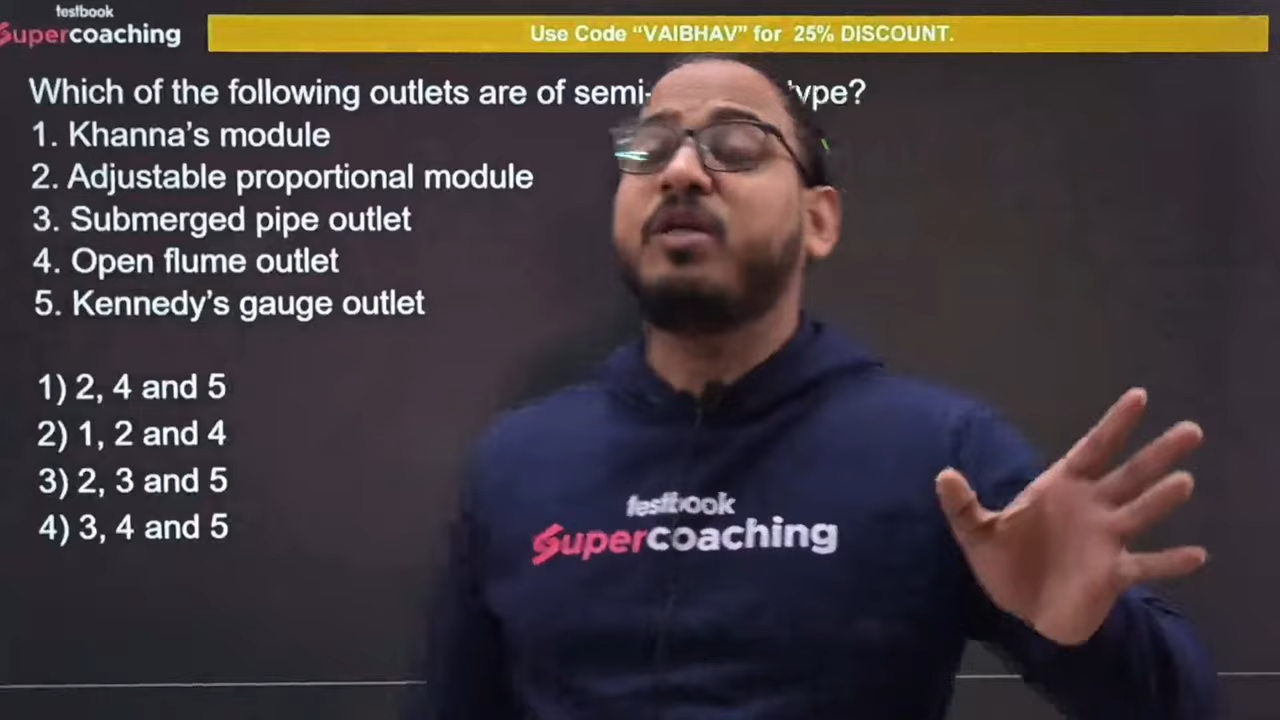 testbook
Supercoaching
Use Code “VAIBHAV” for 25% DISCOUNT.
Which of the following outlets are of semi- ype?
1. Khanna's module
2. Adjustable proportional module
3. Submerged pipe outlet
4. Open flume outlet
5. Kennedy's gauge outlet
1) 2, 4 and 5
2) 1, 2 and 4
3) 2, 3 and 5
4) 3, 4 and 5
testbook
Supercoaching